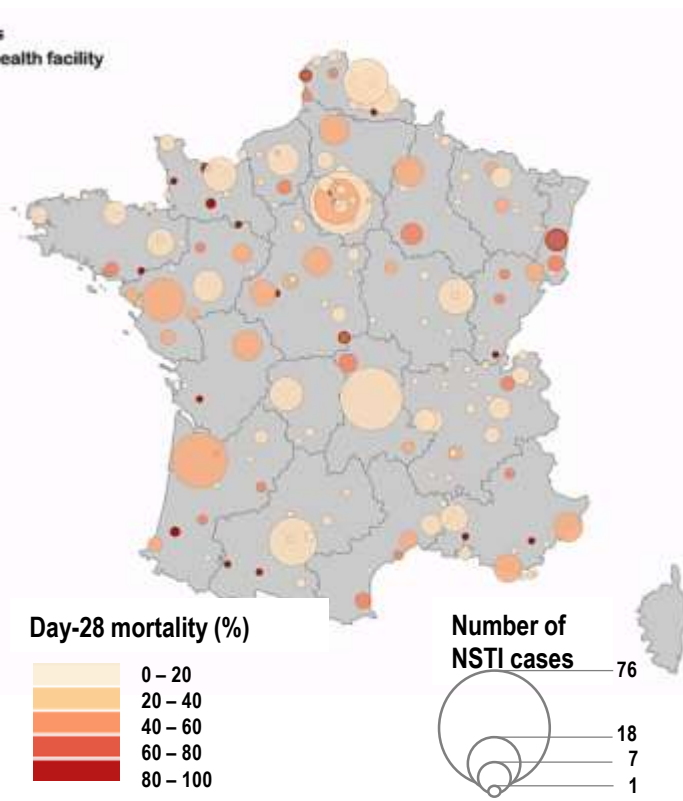 ealth facility
Day-28 mortality (%)
0 – 20
20 – 40
40 – 60
60 – 80
80 – 100
Number of
NSTI cases
76
18
7
1